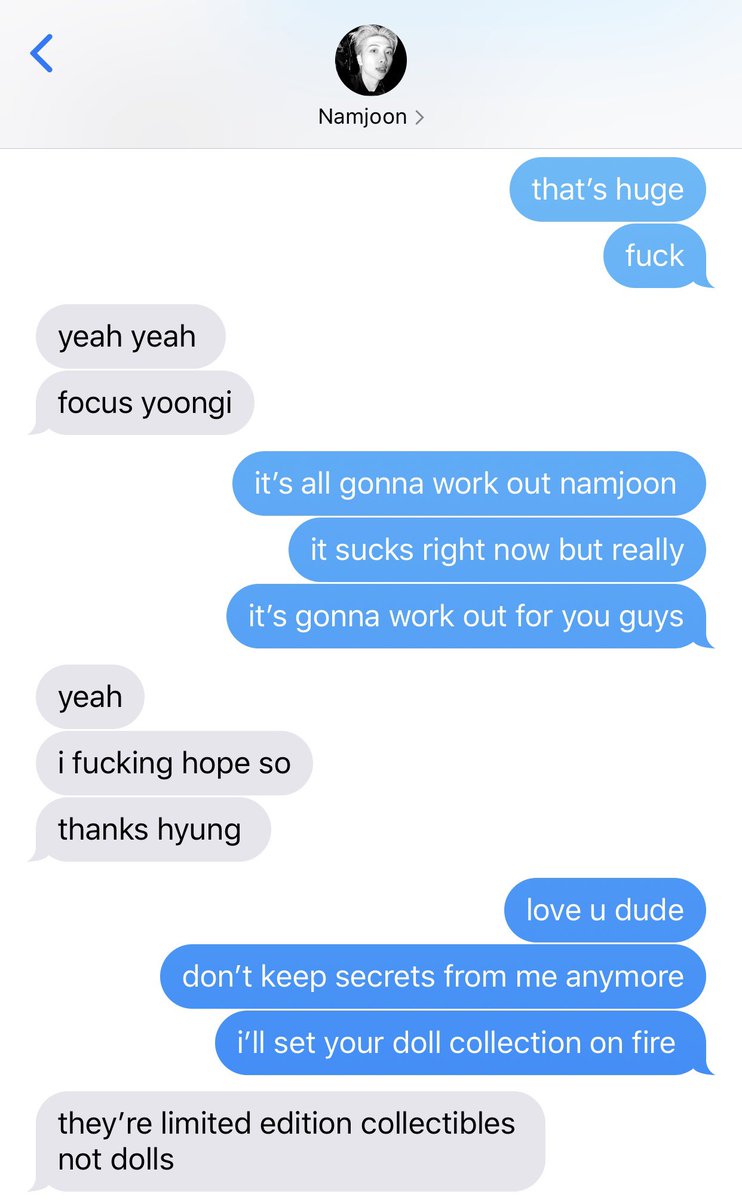 Namjoon
that’s huge
fuck
yeah yeah
focus yoongi
it’s all gonna work out namjoon
it sucks right now but really
it’s gonna work out for you guys
yeah
i fucking hope so
thanks hyung
love u dude
don’t keep secrets from me anymore
i’ll set your doll collection on fire
they’re limited edition collectibles
not dolls